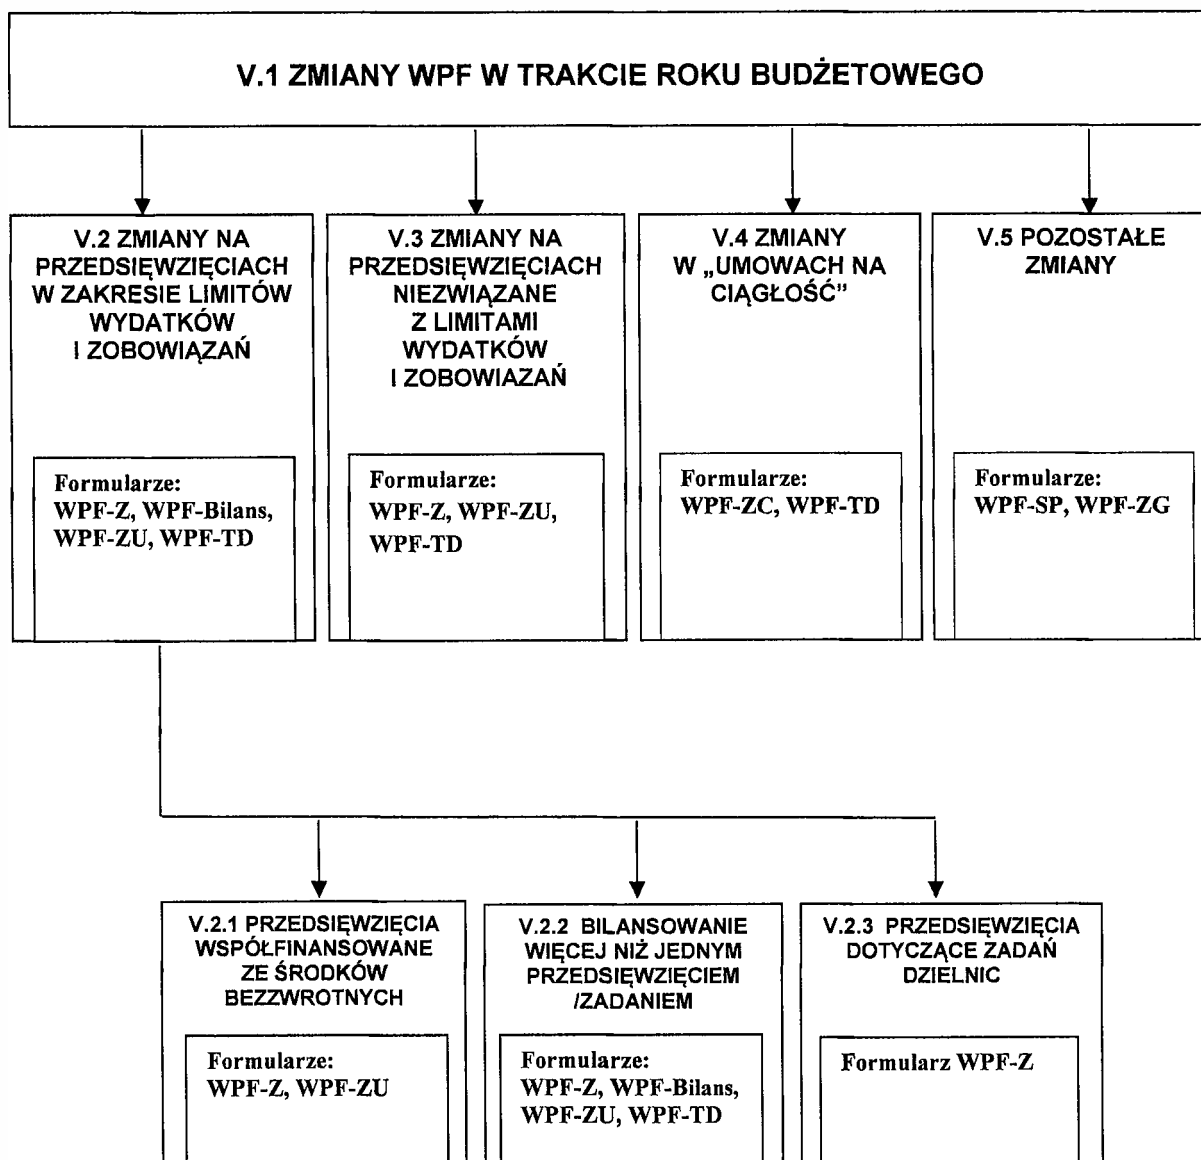 V.1 ZMIANY WPF W TRAKCIE ROKU BUDŻETOWEGO
V.2 ZMIANY NA
PRZEDSIĘWZIĘCIACH
W ZAKRESIE LIMITÓW
WYDATKÓW
I ZOBOWIĄZAŃ
Formularze:
WPF-Z, WPF-Bilans,
WPF-ZU, WPF-TD
V.3 ZMIANY NA
PRZEDSIĘWZIĘCIACH
NIEZWIĄZANE
Z LIMITAMI
WYDATKÓW
I ZOBOWIAZAŃ
Formularze:
WPF-Z, WPF-ZU,
WPF-TD
V.4 ZMIANY
W „UMOWACH NA
CIĄGŁOŚĆ”
Formularze:
WPF-ZC, WPF-TD
V.5 POZOSTAŁE
ZMIANY
Formularze:
WPF-SP, WPF-ZG
V.2.1 PRZEDSIĘWZIĘCIA
WSPÓŁFINANSOWANE
ZE ŚRODKÓW
BEZZWROTNYCH
Formularze:
WPF-Z, WPF-ZU
V.2.2 BILANSOWANIE
WIĘCEJ NIŻ JEDNYM
PRZEDSIĘWZIĘCIEM
/ZADANIEM
Formularze:
WPF-Z, WPF-Bilans,
WPF-ZU, WPF-TD
V.2.3 PRZEDSIĘWZIĘCIA
DOTYCZĄCE ZADAŃ
DZIELNIC
Formularz WPF-Z